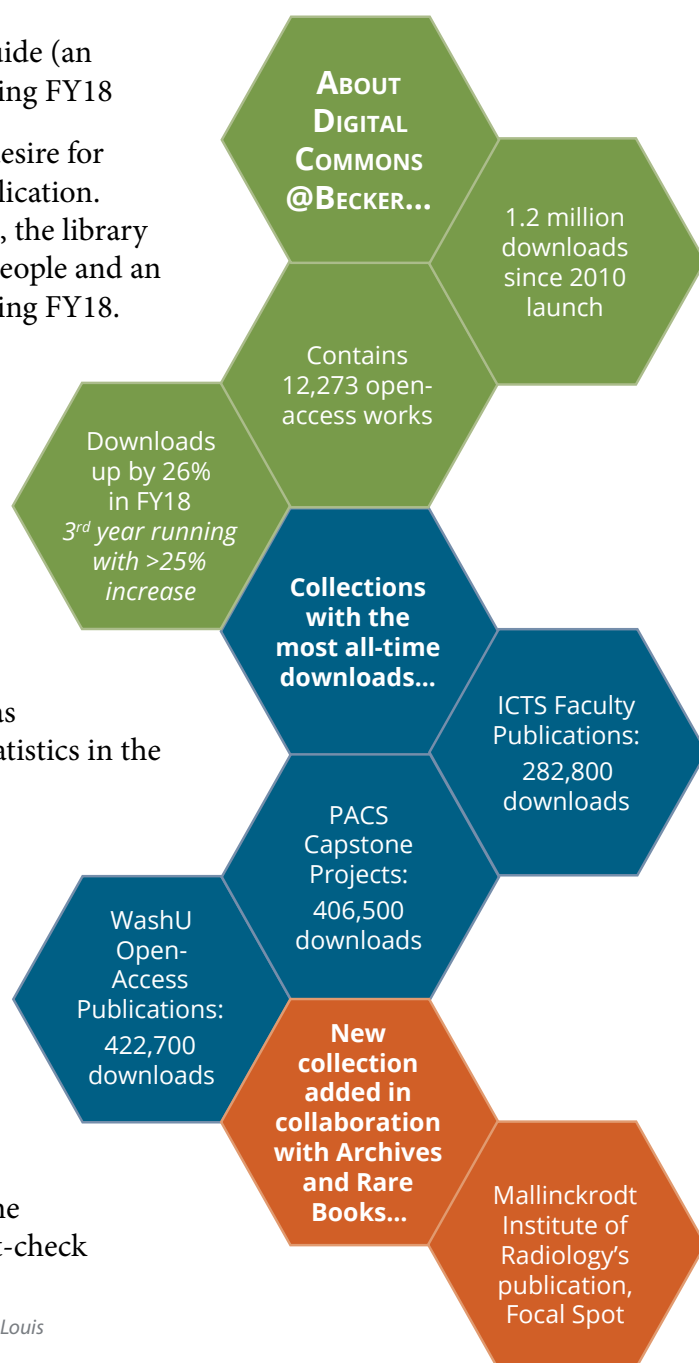 uide (an
ing FY18
esire for
lication.
, the library
eople and an
ing FY18.
as
atistics in the
ne
t-check
Louis
About
Digital
Commons
@Becker...
1.2 million
downloads
since 2010
launch
Contains
12,273 open-
access works
Downloads
up by 26%
in FY18
3rd year running
with >25%
increase
Collections
with the
most all-time
downloads...
ICTS Faculty
Publications:
282,800
downloads
PACS
Capstone
Projects:
406,500
downloads
WashU
Open-
Access
Publications:
422,700
downloads
New
collection
added in
collaboration
with Archives
and Rare
Books...
Mallinckrodt
Institute of
Radiology's
publication,
Focal Spot